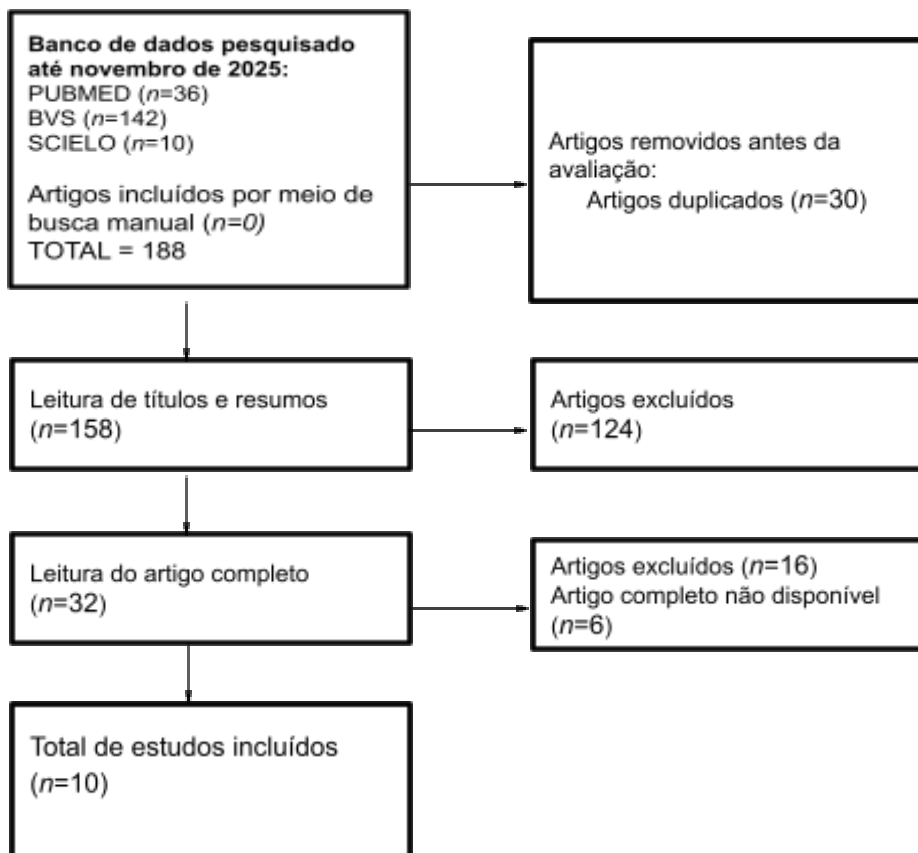 Banco de dados pesquisado
até novembro de 2025:
PUBMED (n=36)
BVS (n=142)
SCIELO (n=10)
Artigos incluídos por meio de
busca manual (n=0)
TOTAL = 188
Artigos removidos antes da
avaliação:
Artigos duplicados (n=30)
Leitura de títulos e resumos
(n=158)
Artigos excluídos
(n=124)
Leitura do artigo completo
(n=32)
Artigos excluídos (n=16)
Artigo completo não disponível
(n=6)
Total de estudos incluídos
(n=10)